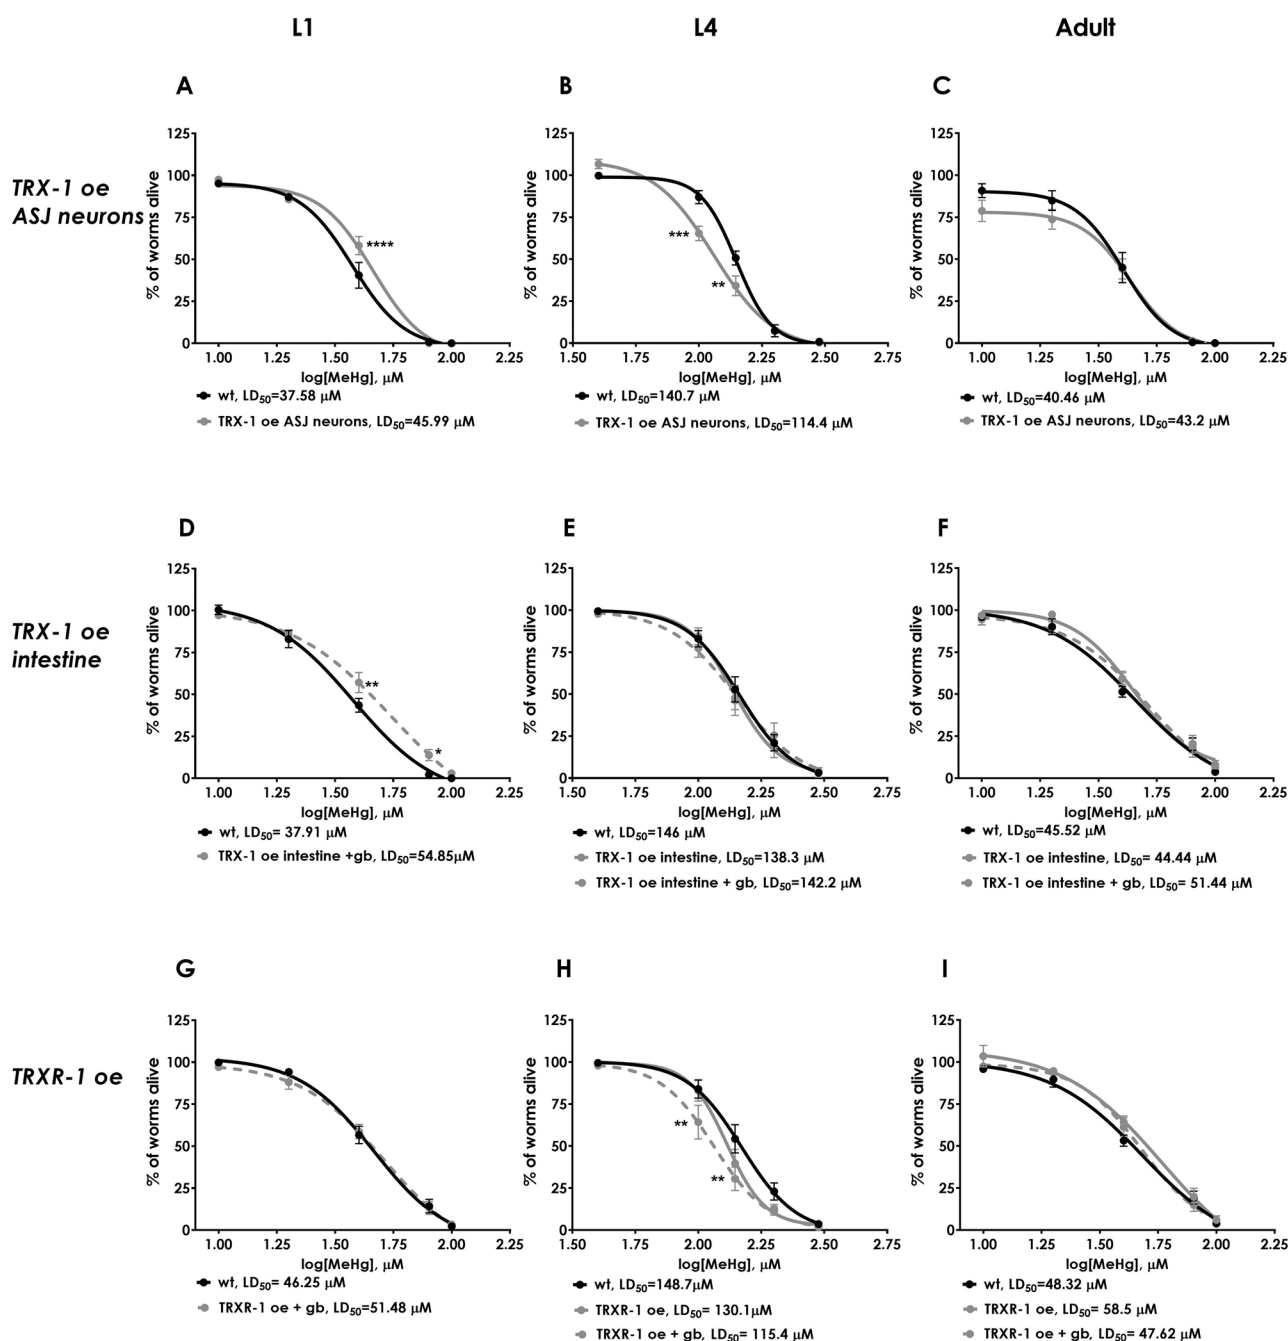 L1 L4 Adult
A B C
TRX-1 oe
ASJ neurons
% of worms alive
125
100
75
50
25
0
****
1.00 1.25 1.50 1.75 2.00 2.25
log[MeHg], μM
wt, LD50=37.58 μM
TRX-1 oe ASJ neurons, LD50=45.99 μM
% of worms alive
125
100
75
50
25
0
***
**
1.50 2.00 2.25 2.50 2.75
log[MeHg], μM
wt, LD50=140.7 μM
TRX-1 oe ASJ neurons, LD50=114.4 μM
% of worms alive
125
100
75
50
25
0
1.00 1.25 1.50 1.75 2.00 2.25
log[MeHg], μM
wt, LD50=40.46 μM
TRX-1 oe ASJ neurons, LD50=43.2 μM
D E F
TRX-1 oe
intestine
% of worms alive
125
100
75
50
25
0
**
*
1.00 1.25 1.50 1.75 2.00 2.25
log[MeHg], μM
wt, LD50= 37.91 μM
TRX-1 oe intestine +gb, LD50=54.85μM
% of worms alive
125
100
75
50
25
0
1.50 2.00 2.25 2.50 2.75
log[MeHg], μM
wt, LD50=146 μM
TRX-1 oe intestine, LD50=138.3 μM
TRX-1 oe intestine + gb, LD50=142.2 μM
% of worms alive
125
100
75
50
25
0
1.00 1.25 1.50 1.75 2.00 2.25
log[MeHg], μM
wt, LD50=45.52 μM
TRX-1 oe intestine, LD50= 44.44 μM
TRX-1 oe intestine + gb, LD50= 51.44 μM
G H I
TRXR-1 oe
% of worms alive
125
100
75
50
25
0
1.00 1.25 1.50 1.75 2.00 2.25
log[MeHg], μM
wt, LD50= 46.25 μM
TRXR-1 oe + gb, LD50=51.48 μM
% of worms alive
125
100
75
50
25
0
**
**
1.50 2.00 2.25 2.50 2.75
log[MeHg], μM
wt, LD50=148.7μM
TRXR-1 oe, LD50= 130.1μM
TRXR-1 oe + gb, LD50= 115.4 μM
% of worms alive
125
100
75
50
25
0
1.00 1.25 1.50 1.75 2.00 2.25
log[MeHg], μM
wt, LD50=48.32 μM
TRXR-1 oe, LD50= 58.5 μM
TRXR-1 oe + gb, LD50= 47.62 μM